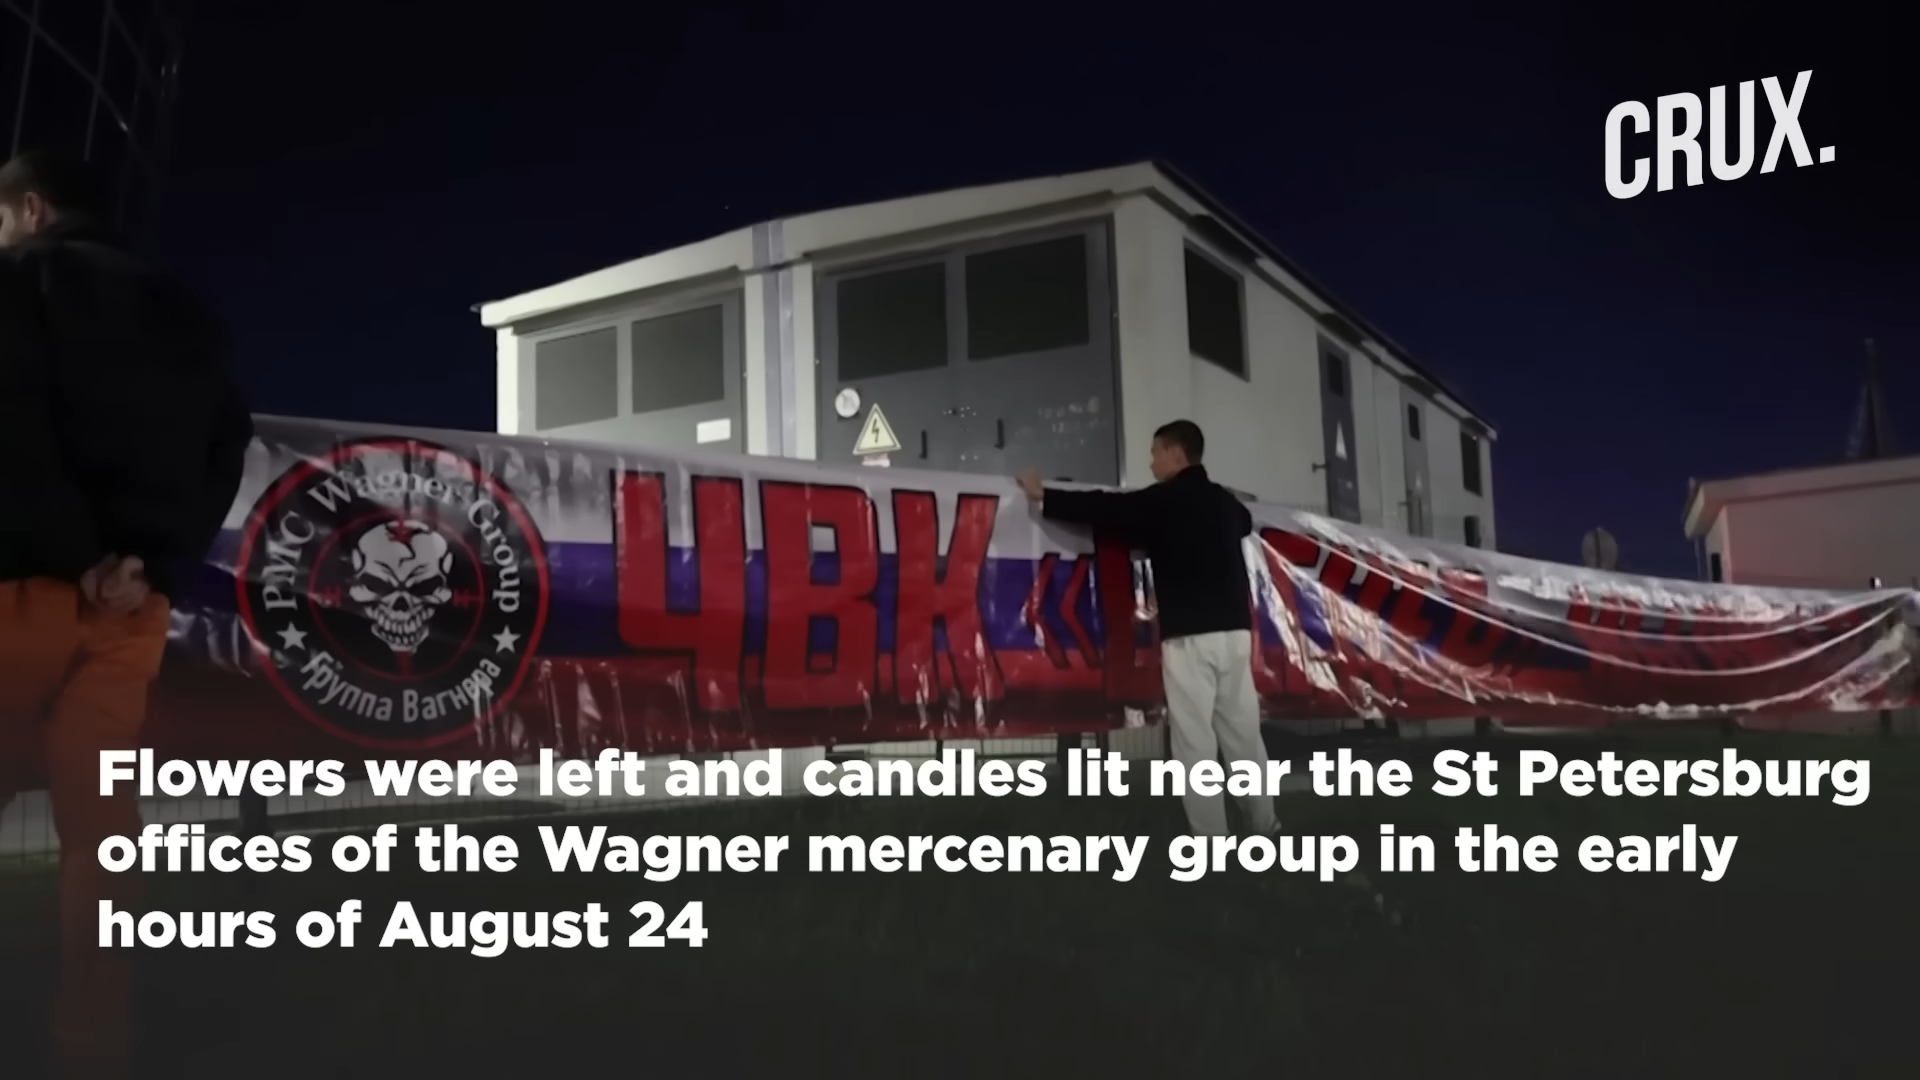 CRUX.
PMC Wagner Group
Группа Вагнера
ЧВК «
Flowers were left and candles lit near the St Petersburg
offices of the Wagner mercenary group in the early
hours of August 24